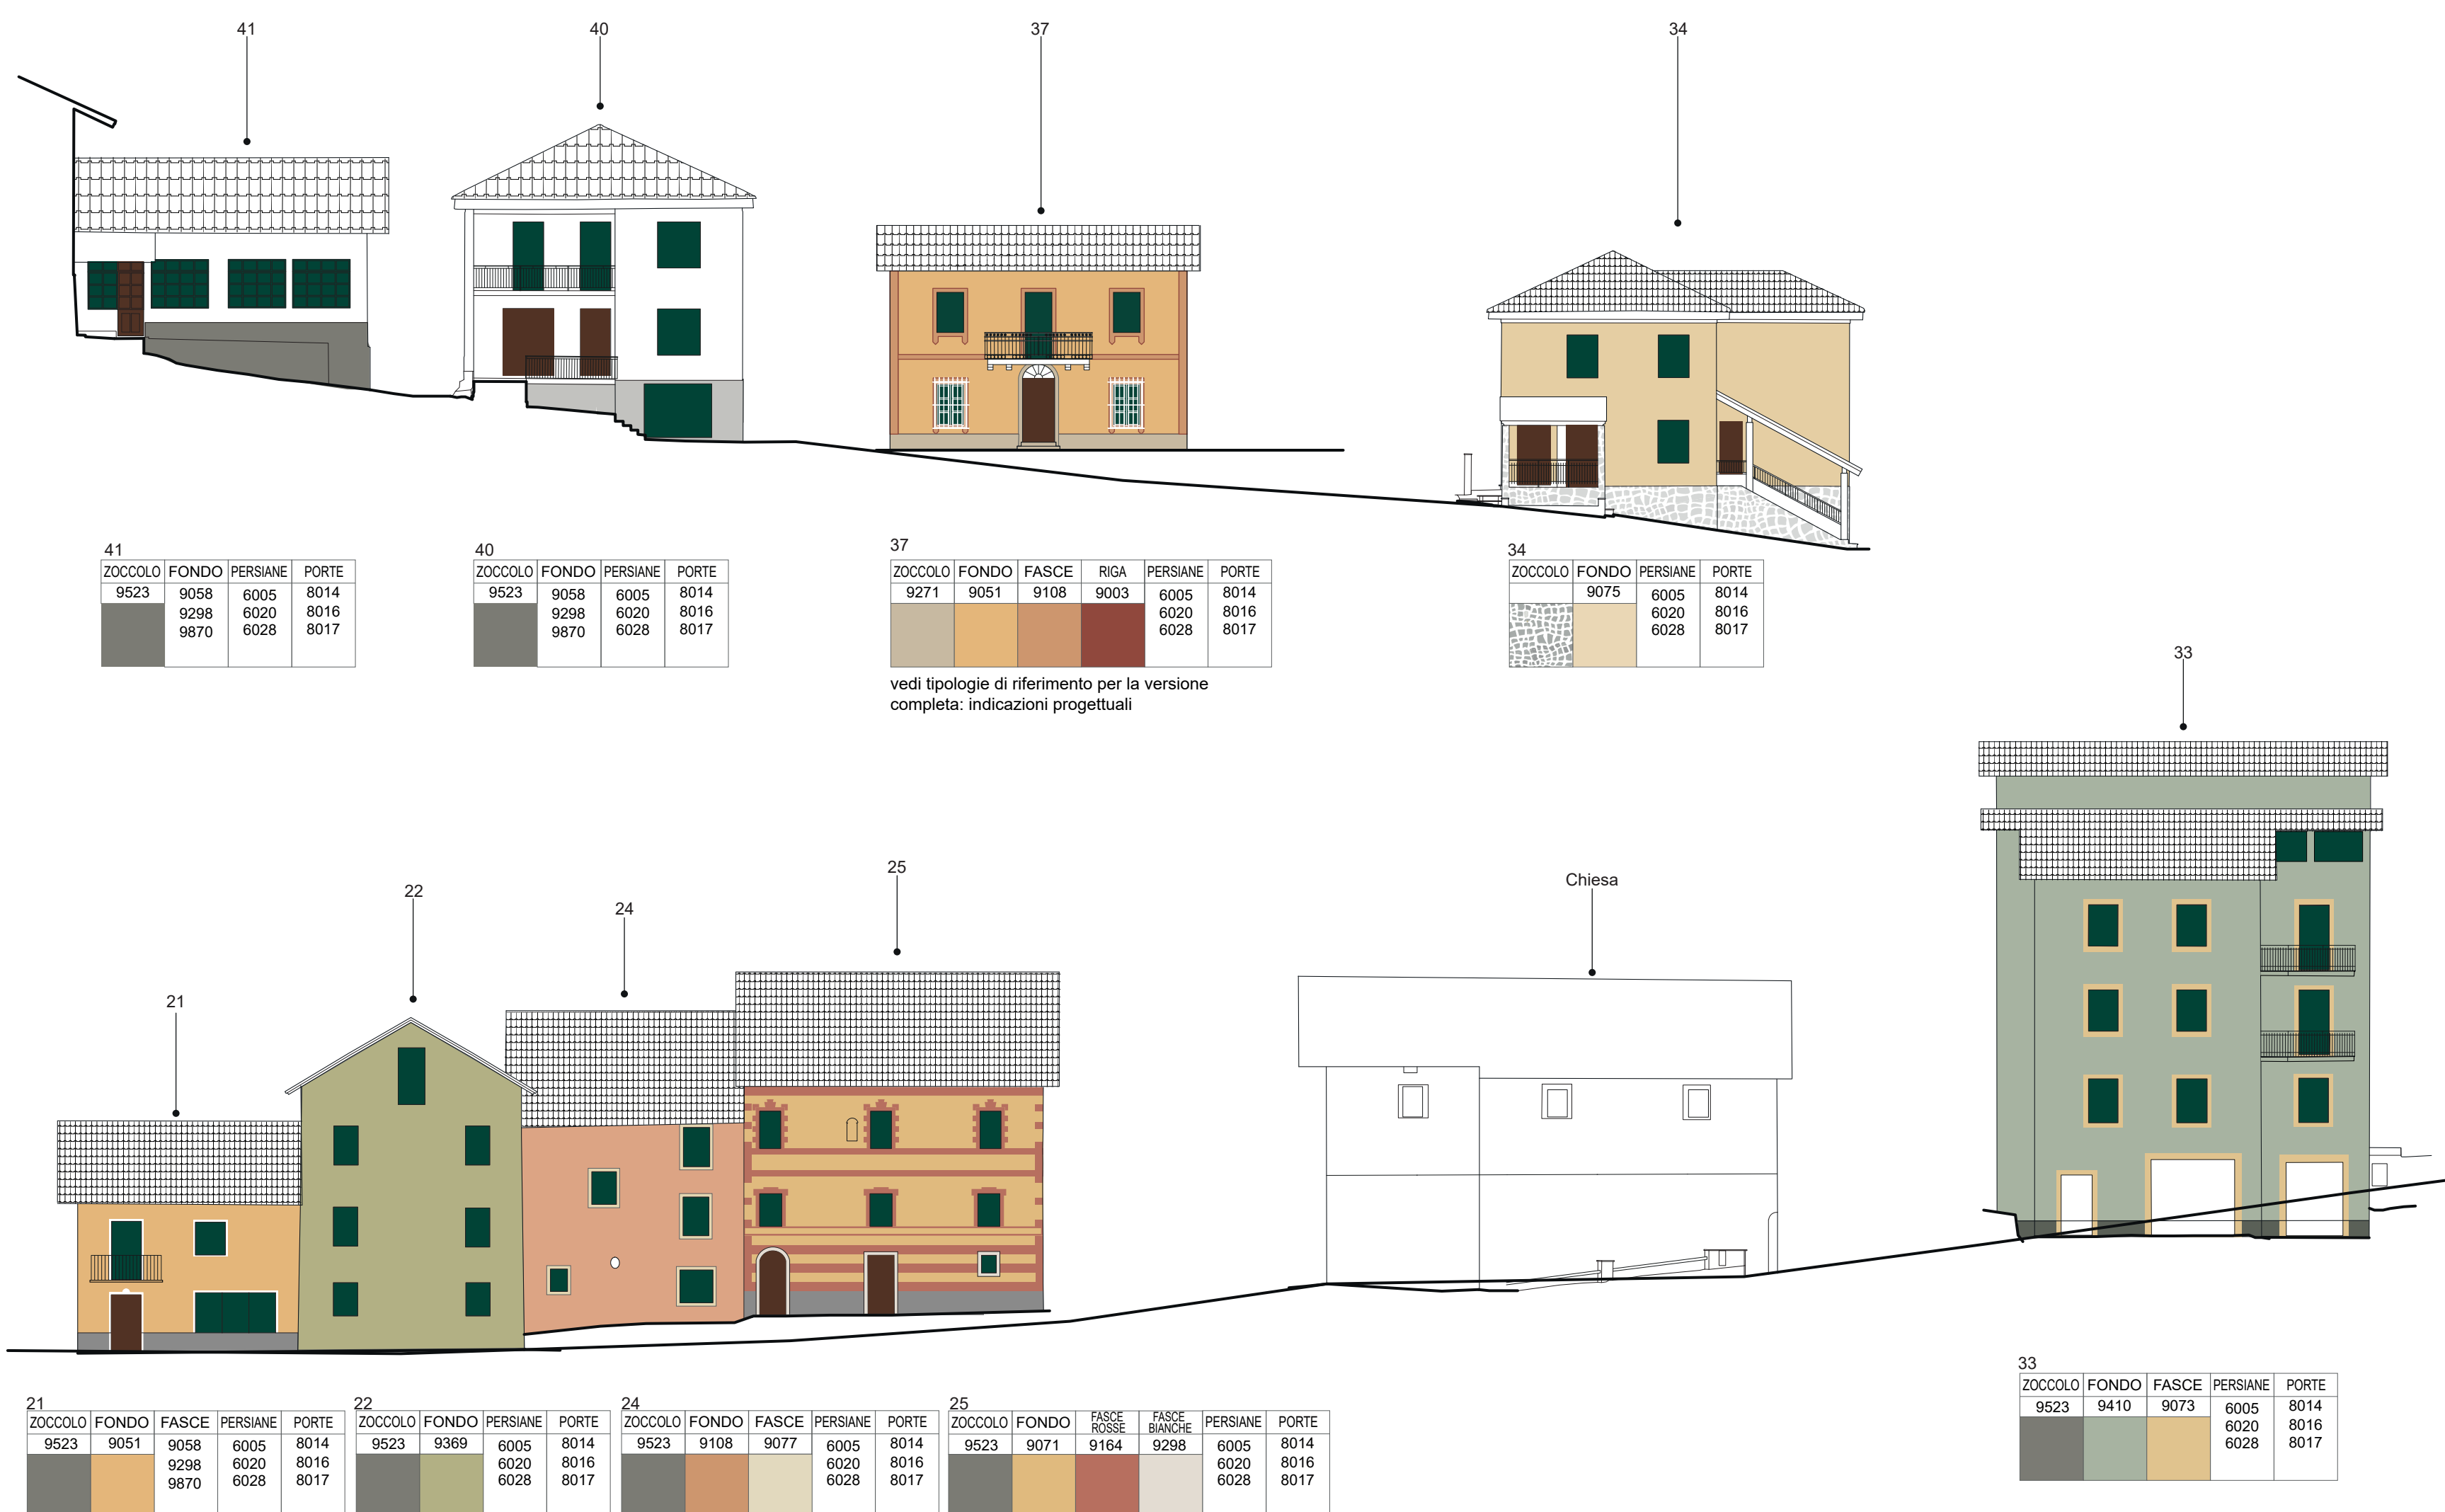 41
40
37
34
41
ZOCCOLO FONDO PERSIANE PORTE
9523 9058 6005 8014
9298 6020 8016
9870 6028 8017
40
ZOCCOLO FONDO PERSIANE PORTE
9523 9058 6005 8014
9298 6020 8016
9870 6028 8017
37
ZOCCOLO FONDO FASCE RIGA PERSIANE PORTE
9271 9051 9108 9003 6005 8014
6020 8016
6028 8017
vedi tipologie di riferimento per la versione
completa: indicazioni progettuali
34
ZOCCOLO FONDO PERSIANE PORTE
9075 6005 8014
6020 8016
6028 8017
33
25
Chiesa
22
24
21
33
ZOCCOLO FONDO FASCE PERSIANE PORTE
9523 9410 9073 6005 8014
6020 8016
6028 8017
21
ZOCCOLO FONDO FASCE PERSIANE PORTE
9523 9051 9058 6005 8014
9298 6020 8016
9870 6028 8017
22
ZOCCOLO FONDO PERSIANE PORTE
9523 9369 6005 8014
6020 8016
6028 8017
24
ZOCCOLO FONDO FASCE PERSIANE PORTE
9523 9108 9077 6005 8014
6020 8016
6028 8017
25
ZOCCOLO FONDO FASCE ROSSE FASCE BIANCHE PERSIANE PORTE
9523 9071 9164 9298 6005 8014
6020 8016
6028 8017